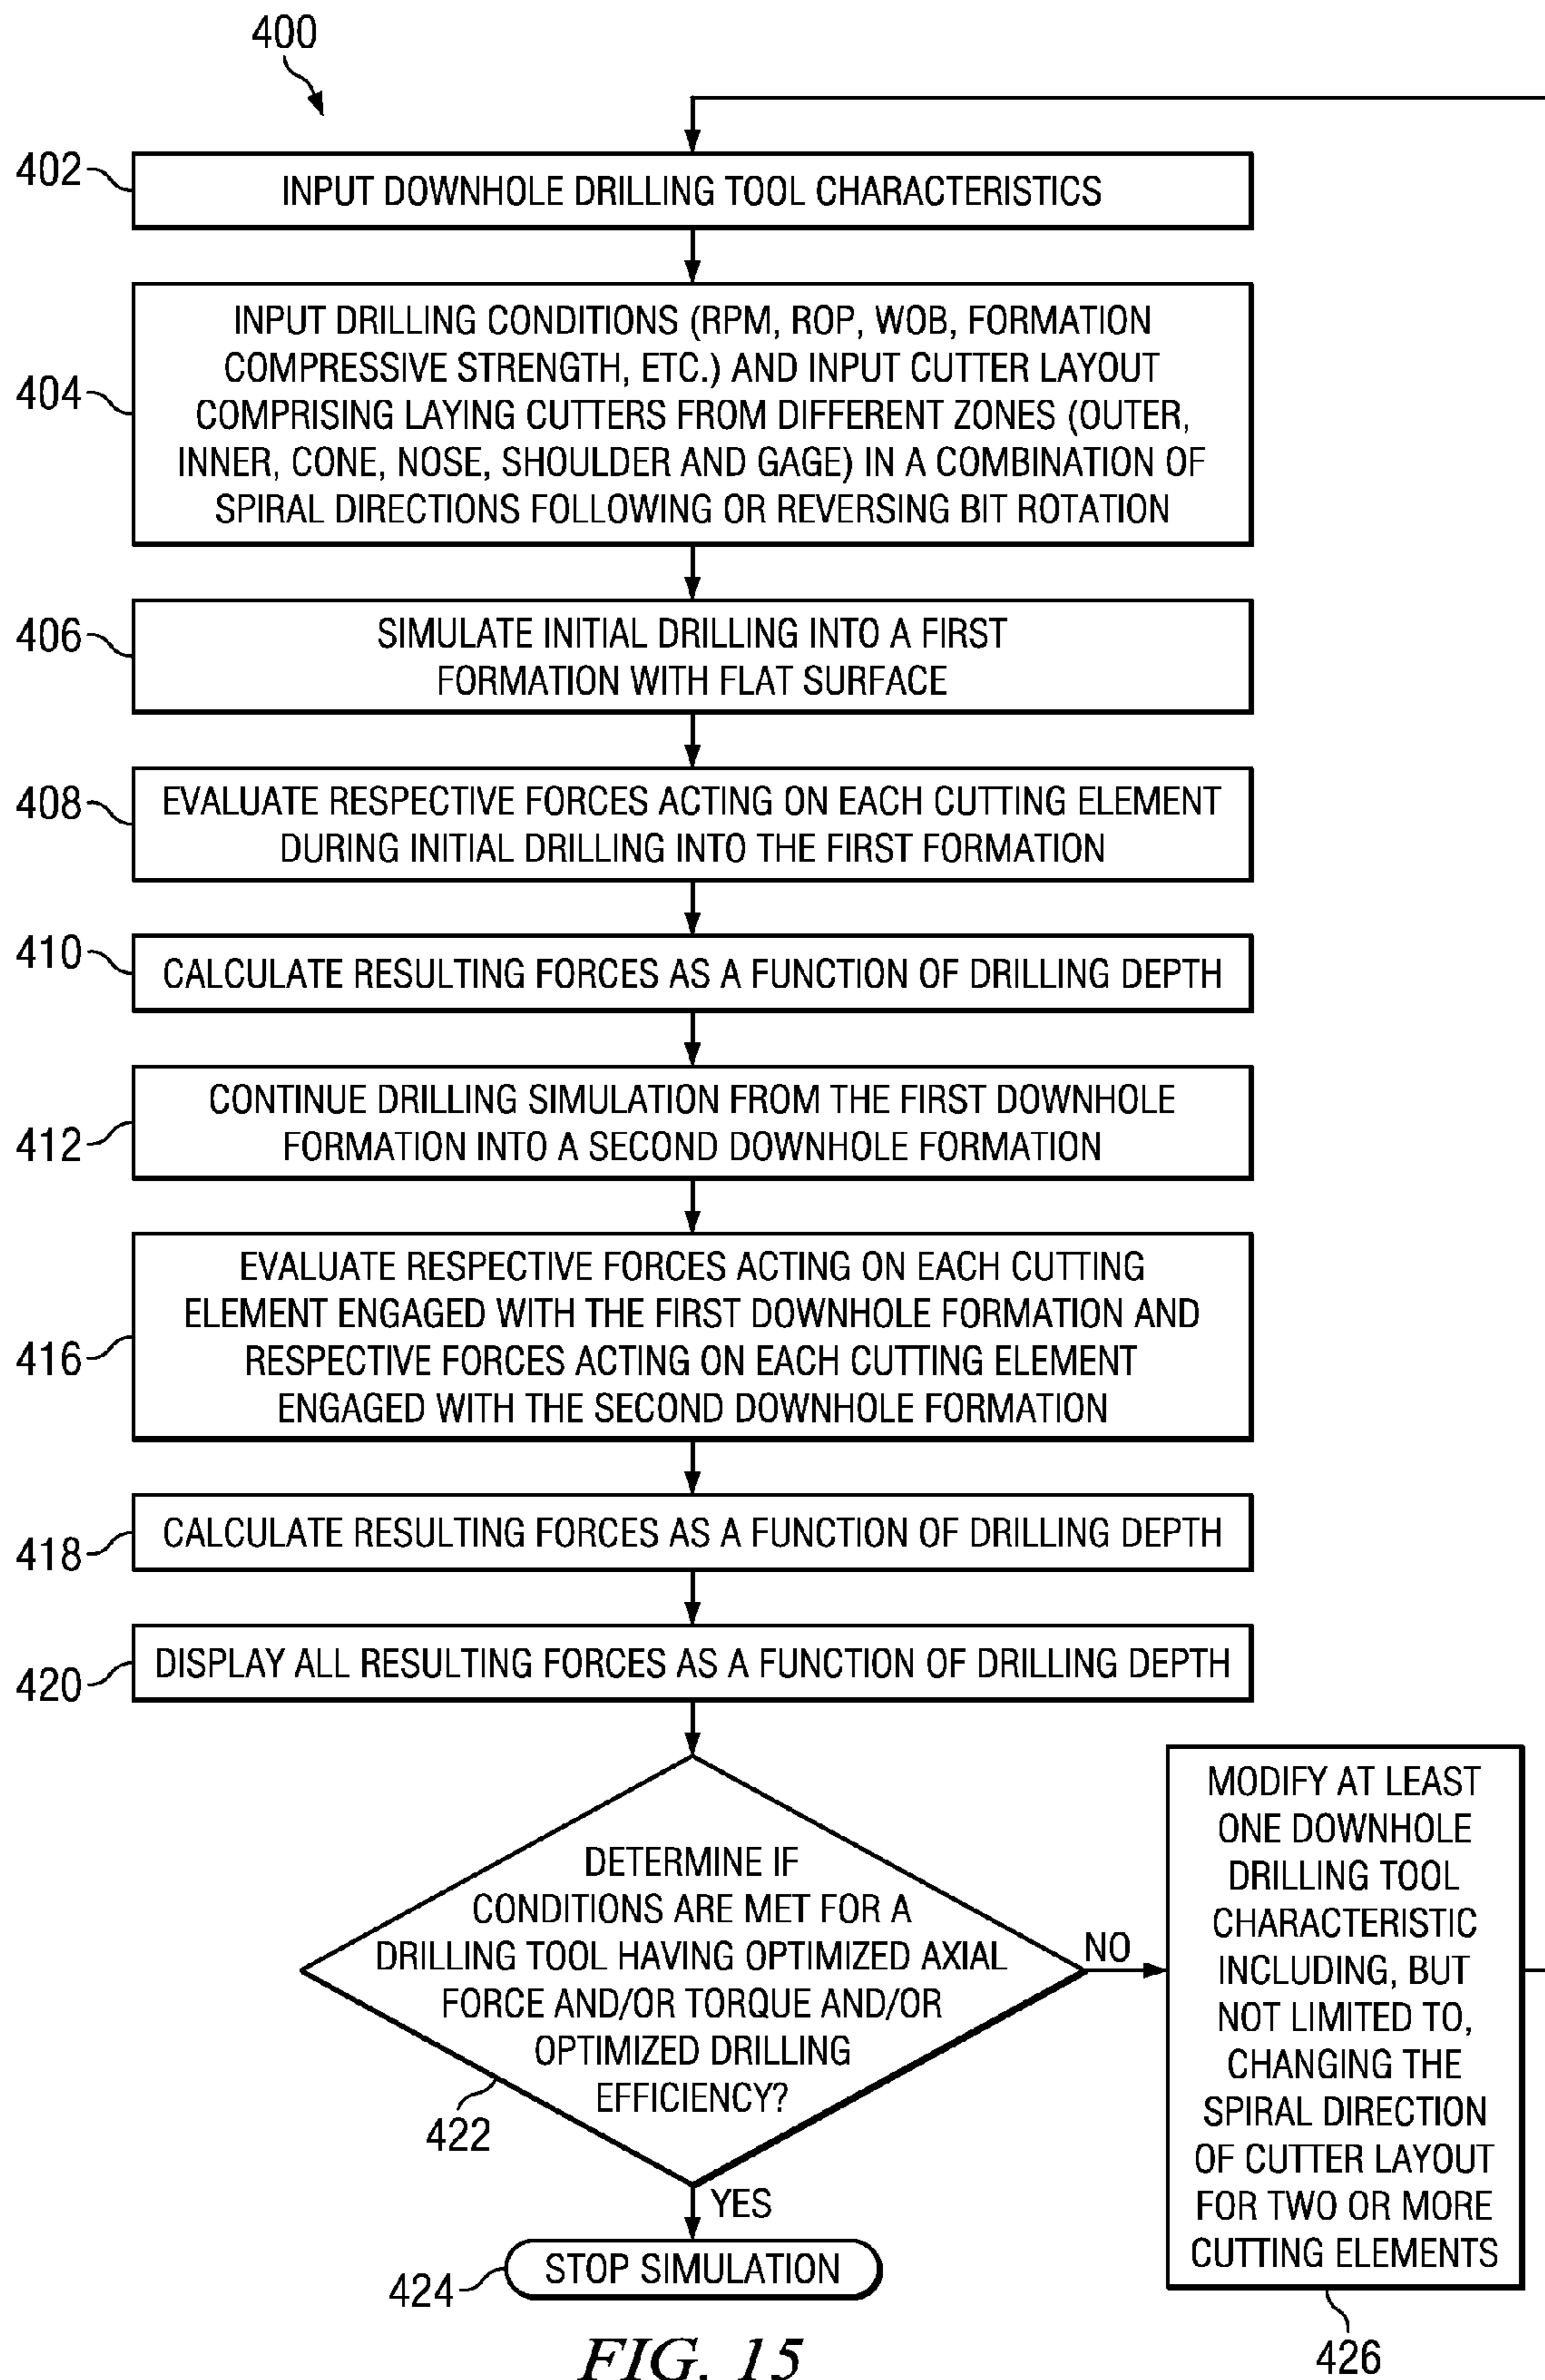 400
402
INPUT DOWNHOLE DRILLING TOOL CHARACTERISTICS
404
INPUT DRILLING CONDITIONS (RPM, ROP, WOB, FORMATION
COMPRESSIVE STRENGTH, ETC.) AND INPUT CUTTER LAYOUT
COMPRISING LAYING CUTTERS FROM DIFFERENT ZONES (OUTER,
INNER, CONE, NOSE, SHOULDER AND GAGE) IN A COMBINATION OF
SPIRAL DIRECTIONS FOLLOWING OR REVERSING BIT ROTATION
406
SIMULATE INITIAL DRILLING INTO A FIRST
FORMATION WITH FLAT SURFACE
408
EVALUATE RESPECTIVE FORCES ACTING ON EACH CUTTING ELEMENT
DURING INITIAL DRILLING INTO THE FIRST FORMATION
410
CALCULATE RESULTING FORCES AS A FUNCTION OF DRILLING DEPTH
412
CONTINUE DRILLING SIMULATION FROM THE FIRST DOWNHOLE
FORMATION INTO A SECOND DOWNHOLE FORMATION
416
EVALUATE RESPECTIVE FORCES ACTING ON EACH CUTTING
ELEMENT ENGAGED WITH THE FIRST DOWNHOLE FORMATION AND
RESPECTIVE FORCES ACTING ON EACH CUTTING ELEMENT
ENGAGED WITH THE SECOND DOWNHOLE FORMATION
418
CALCULATE RESULTING FORCES AS A FUNCTION OF DRILLING DEPTH
420
DISPLAY ALL RESULTING FORCES AS A FUNCTION OF DRILLING DEPTH
DETERMINE IF
CONDITIONS ARE MET FOR A
DRILLING TOOL HAVING OPTIMIZED AXIAL
FORCE AND/OR TORQUE AND/OR
OPTIMIZED DRILLING
EFFICIENCY?
422
NO
MODIFY AT LEAST
ONE DOWNHOLE
DRILLING TOOL
CHARACTERISTIC
INCLUDING, BUT
NOT LIMITED TO,
CHANGING THE
SPIRAL DIRECTION
OF CUTTER LAYOUT
FOR TWO OR MORE
CUTTING ELEMENTS
426
YES
424
STOP SIMULATION
FIG. 15